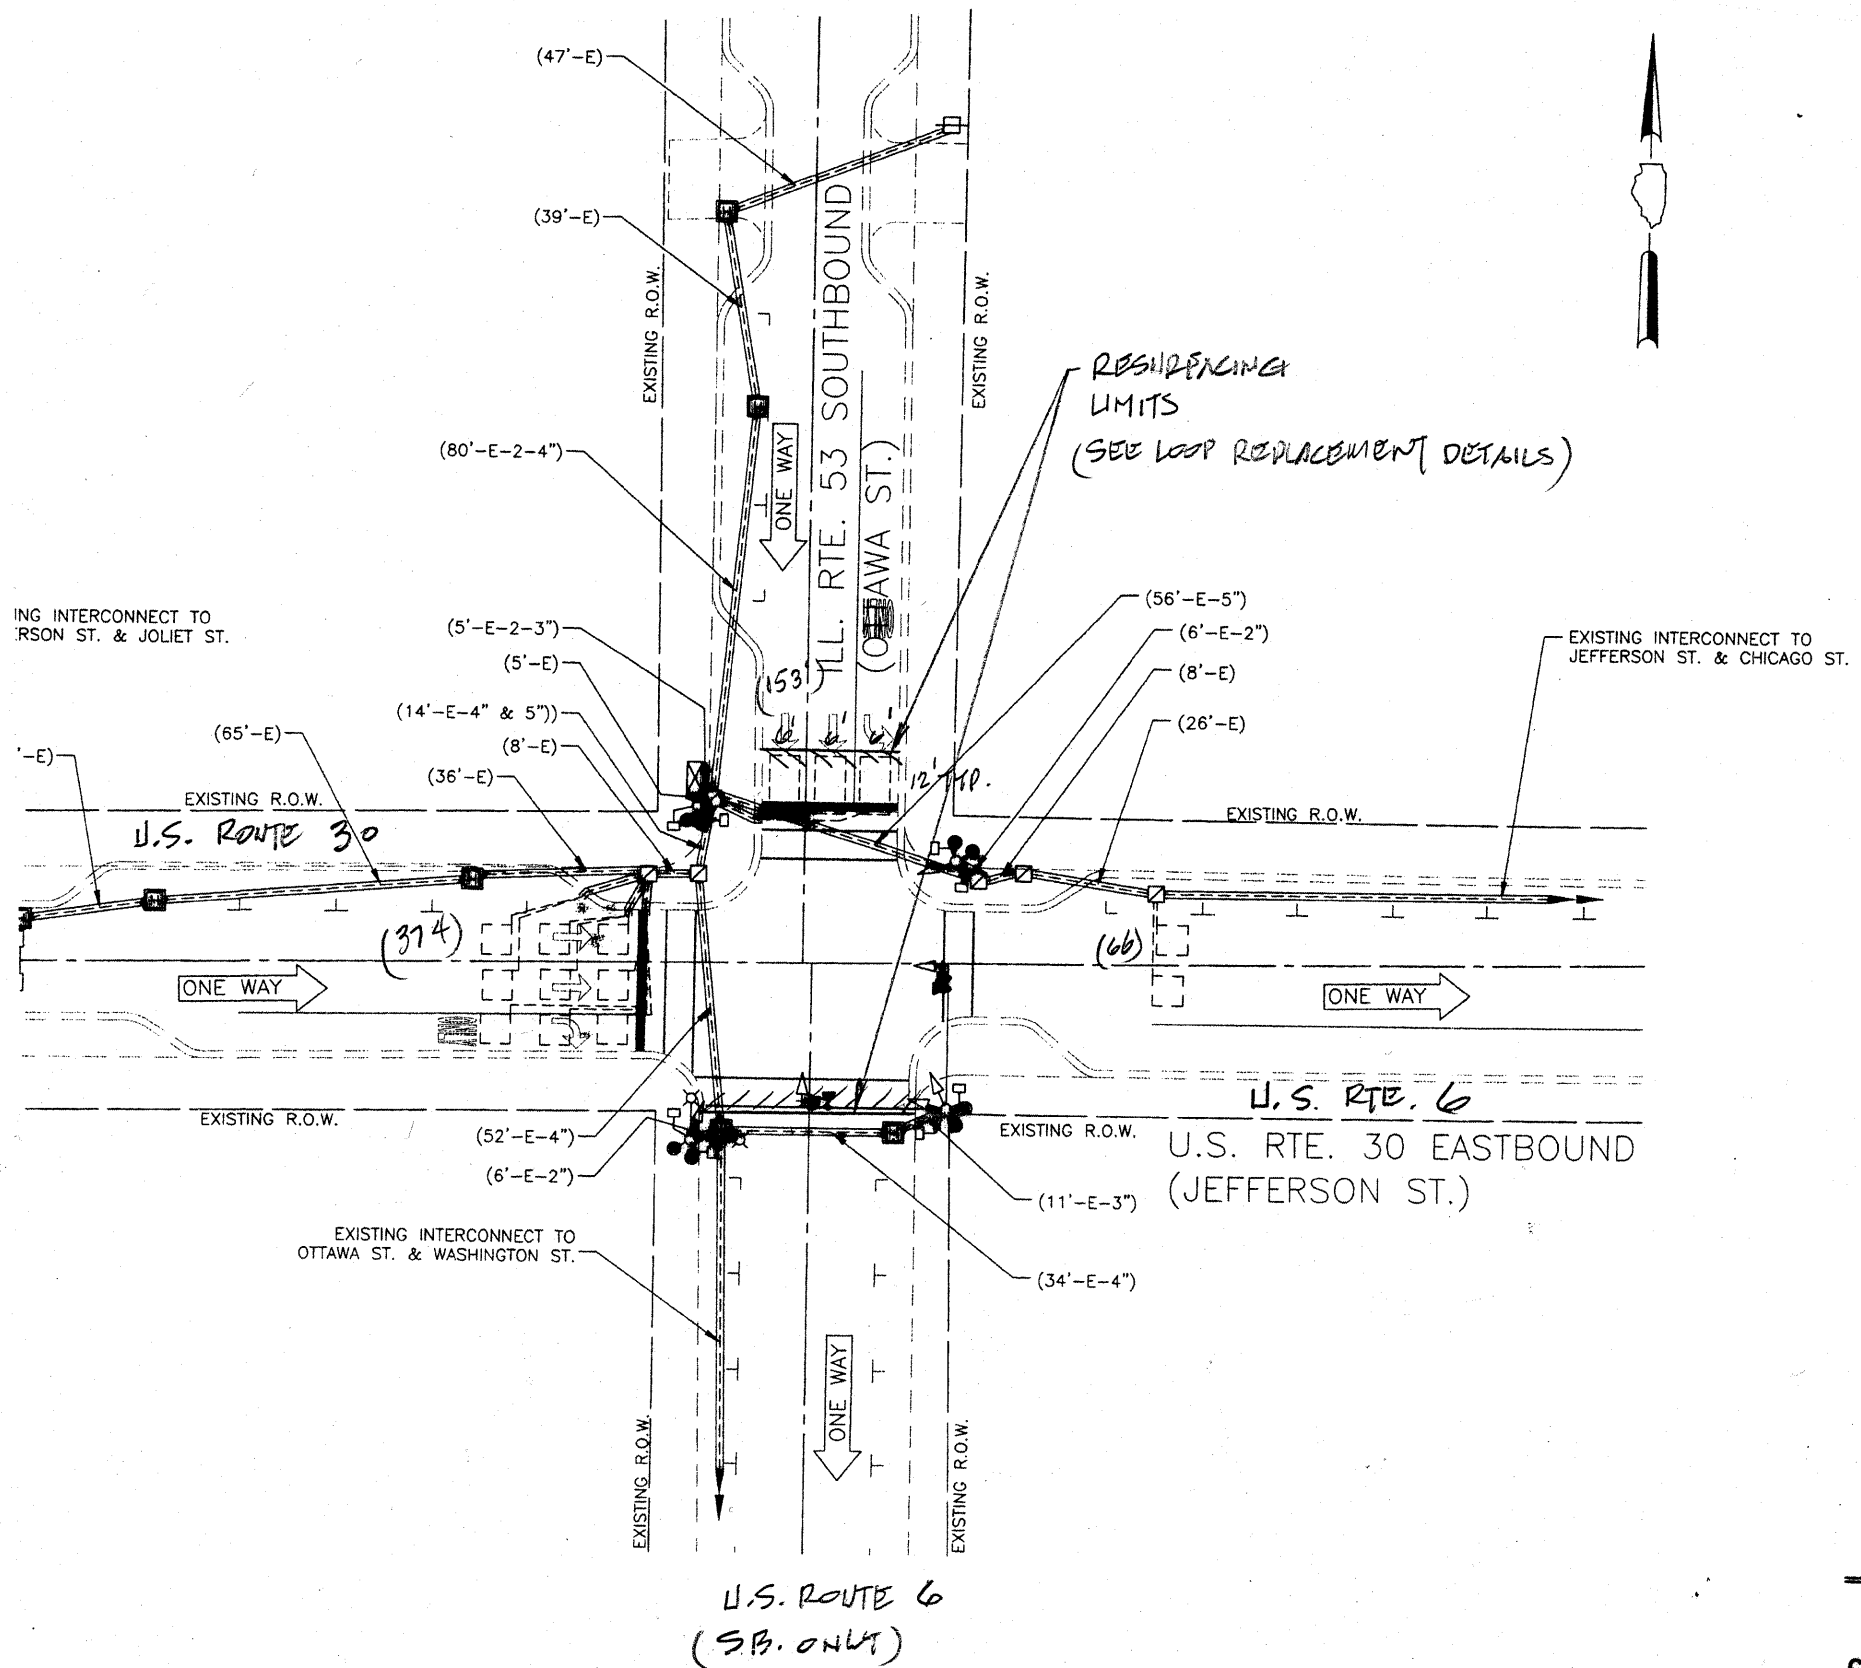 (47'-E)
(39'-E)
EXISTING R.O.W.
ILL. RTE. 53 SOUTHBOUND
EXISTING R.O.W.
RESURFACING
LIMITS
(SEE LOOP REPLACEMENT DETAILS)
(80'-E-2-4")
ONE WAY
AWA ST.)
(56'-E-5")
(6'-E-2")
(8'-E)
(26'-E)
EXISTING INTERCONNECT TO
JEFFERSON ST. & CHICAGO ST.
ING INTERCONNECT TO
RSON ST. & JOLIET ST.
(5'-E-2-3")
(5'-E)
(14'-E-4" & 5"))
(8'-E)
(36'-E)
(65'-E)
'-E)
(153')
6'
6'
6'
12' TYP.
EXISTING R.O.W.
U.S. ROUTE 30
EXISTING R.O.W.
(374)
(66)
ONE WAY
ONE WAY
EXISTING R.O.W.
(52'-E-4")
(6'-E-2")
EXISTING R.O.W.
U.S. RTE. 6
U.S. RTE. 30 EASTBOUND
(JEFFERSON ST.)
(11'-E-3")
(34'-E-4")
EXISTING INTERCONNECT TO
OTTAWA ST. & WASHINGTON ST.
ONE WAY
EXISTING R.O.W.
EXISTING R.O.W.
U.S. ROUTE 6
(SB. ONLY)